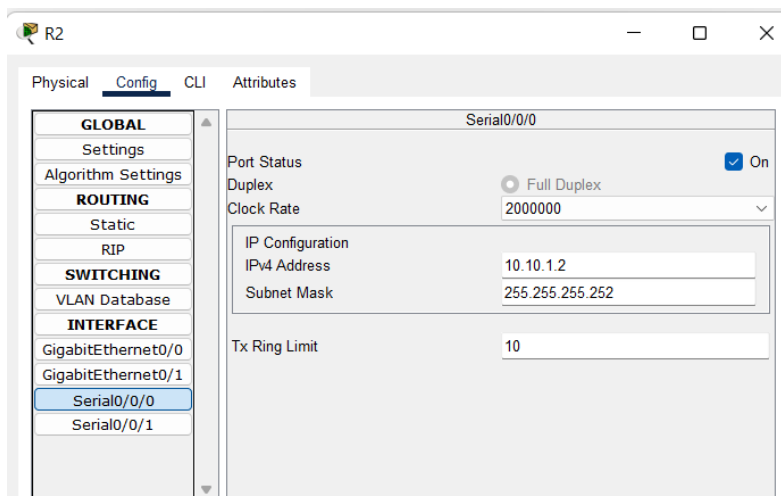 R2
Physical Config CLI Attributes
GLOBAL
Settings
Algorithm Settings
ROUTING
Static
RIP
SWITCHING
VLAN Database
INTERFACE
GigabitEthernet0/0
GigabitEthernet0/1
Serial0/0/0
Serial0/0/1
Serial0/0/0
Port Status On
Duplex Full Duplex
Clock Rate 2000000
IP Configuration
IPv4 Address 10.10.1.2
Subnet Mask 255.255.255.252
Tx Ring Limit 10